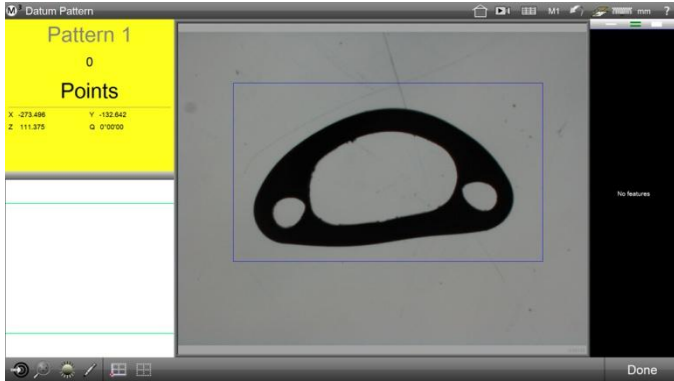 M3 Datum Pattern
M1
mm
?
Pattern 1
0
Points
X -273.496 Y -132.642
Z 111.375 Q 0°00'00
No features
Done